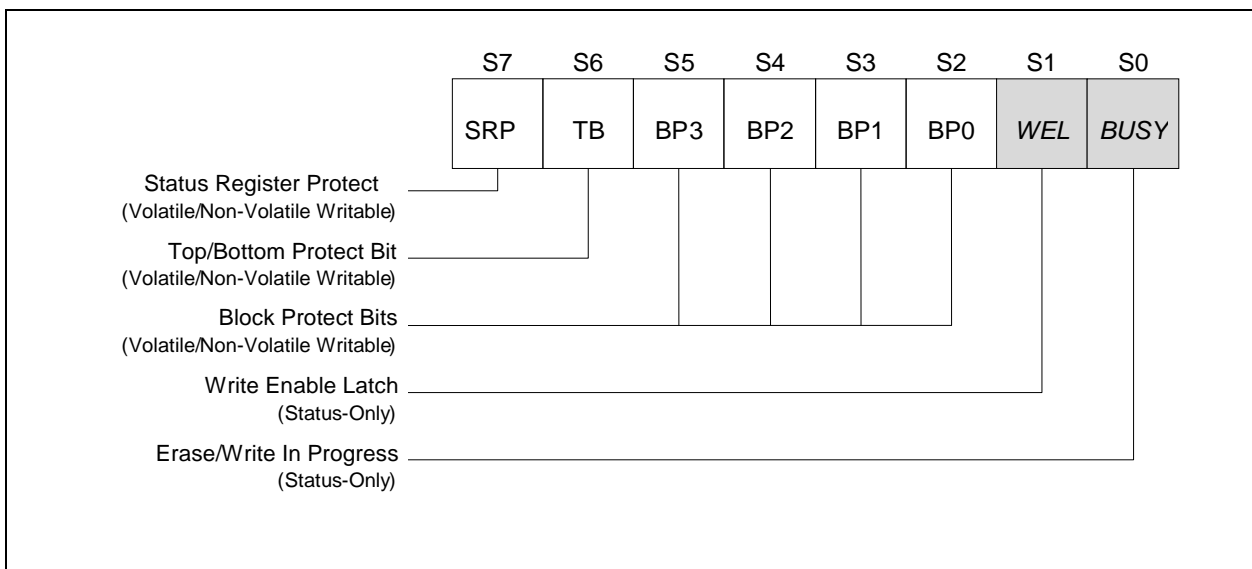 S7 S6 S5 S4 S3 S2 S1 S0
SRP TB BP3 BP2 BP1 BP0 WEL BUSY
Status Register Protect
(Volatile/Non-Volatile Writable)
Top/Bottom Protect Bit
(Volatile/Non-Volatile Writable)
Block Protect Bits
(Volatile/Non-Volatile Writable)
Write Enable Latch
(Status-Only)
Erase/Write In Progress
(Status-Only)